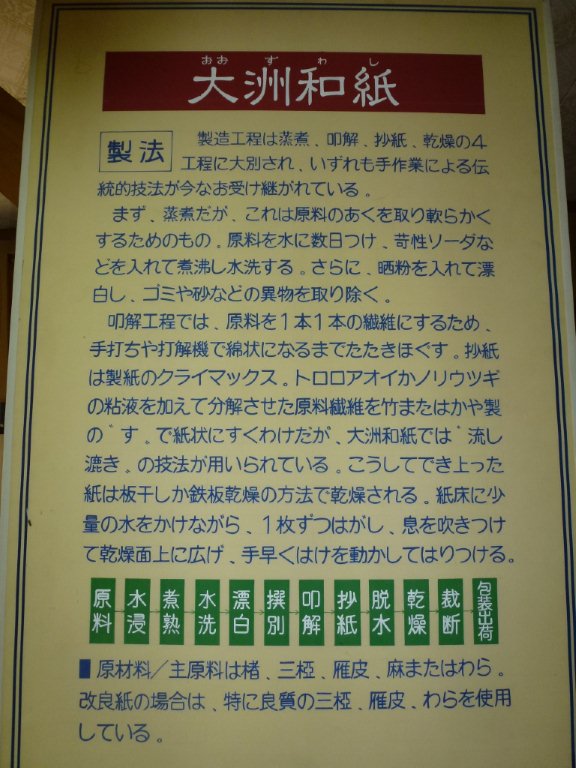 おおずわし
大洲和紙
製法
製造工程は蒸煮、叩解、抄紙、乾燥の4
工程に大別され、いずれも手作業による伝
統的技法が今なお受け継がれている。
まず、蒸煮だが、これは原料のあくを取り軟らかく
するためのもの。原料を水に数日つけ、苛性ソーダな
どを入れて煮沸し水洗する。さらに、晒粉を入れて漂
白し、ゴミや砂などの異物を取り除く。
叩解工程では、原料を1本1本の繊維にするため、
手打ちや打解機で綿状になるまでたたきほぐす。抄紙
は製紙のクライマックス。トロロアオイかノリウツギ
の粘液を加えて分解させた原料繊維を竹またはかや製
の〝す〟で紙状にすくわけだが、大洲和紙では〝流し
漉き〟の技法が用いられている。こうしてでき上った
紙は板干しか鉄板乾燥の方法で乾燥される。紙床に少
量の水をかけながら、1枚ずつはがし、息を吹きつけ
て乾燥面上に広げ、手早くはけを動かしてはりつける。
原料 水浸 煮熟 水洗 漂白 撰別 叩解 抄紙 脱水 乾燥 裁断 包装出荷
■原材料/主原料は楮、三椏、雁皮、麻またはわら。
改良紙の場合は、特に良質の三椏、雁皮、わらを使用
している。